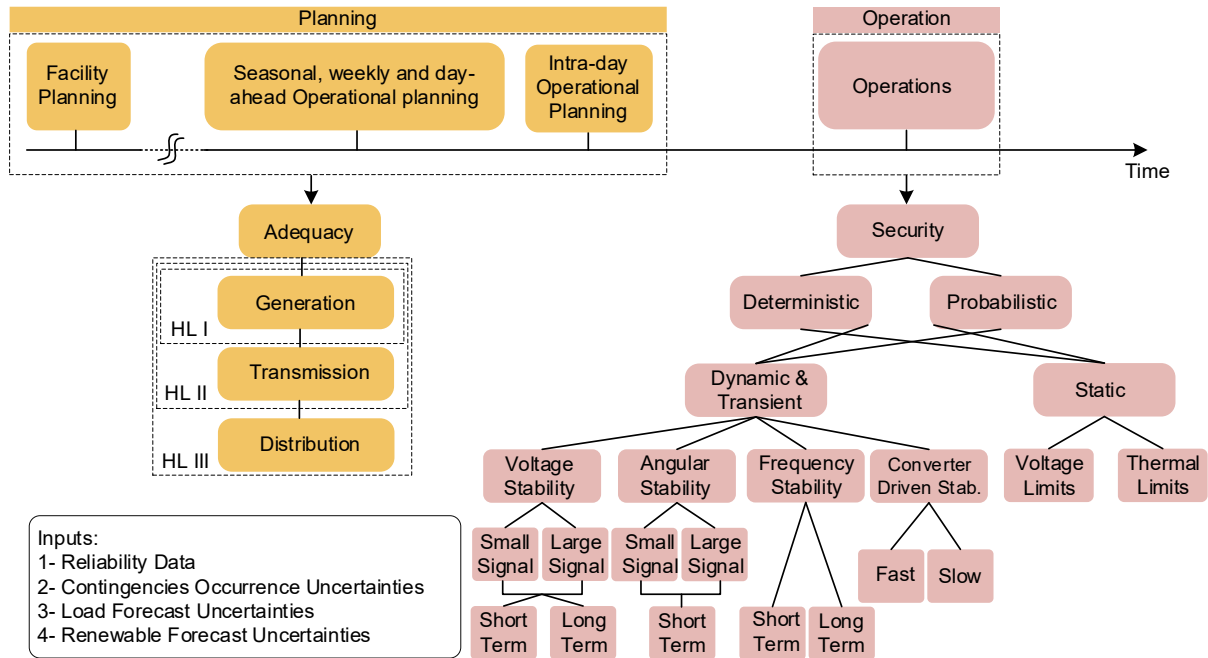 Planning
Operation
Facility
Planning
Seasonal, weekly and day-
ahead Operational planning
Intra-day
Operational
Planning
Operations
Time
Adequacy
Generation
HL I
Transmission
HL II
Distribution
HL III
Security
Deterministic
Probabilistic
Dynamic &
Transient
Static
Voltage
Stability
Angular
Stability
Frequency
Stability
Converter
Driven Stab.
Voltage
Limits
Thermal
Limits
Small
Signal
Large
Signal
Small
Signal
Large
Signal
Fast
Slow
Short
Term
Long
Term
Short
Term
Short
Term
Long
Term
Inputs:
1- Reliability Data
2- Contingencies Occurrence Uncertainties
3- Load Forecast Uncertainties
4- Renewable Forecast Uncertainties